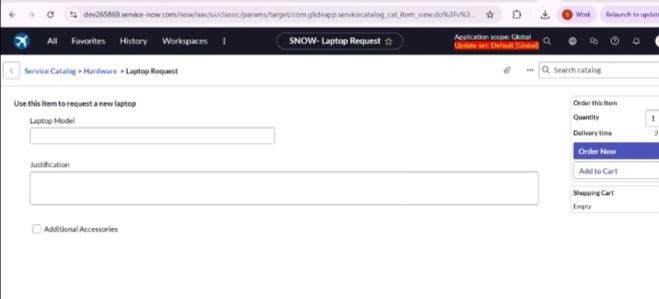 dev265869.service-now.com/now/nav/ui/classic/params/target/com.glideapp.servicecatalog_cat_item_view.do%3Fv%3...
Work
Relaunch to update
All Favorites History Workspaces
SNOW- Laptop Request
Application scope: Global
Update set: Default [Global]
Service Catalog > Hardware > Laptop Request
Search catalog
Use this item to request a new laptop
Laptop Model
Justification
Additional Accessories
Order this Item
Quantity 1
Delivery time 2
Order Now
Add to Cart
Shopping Cart
Empty